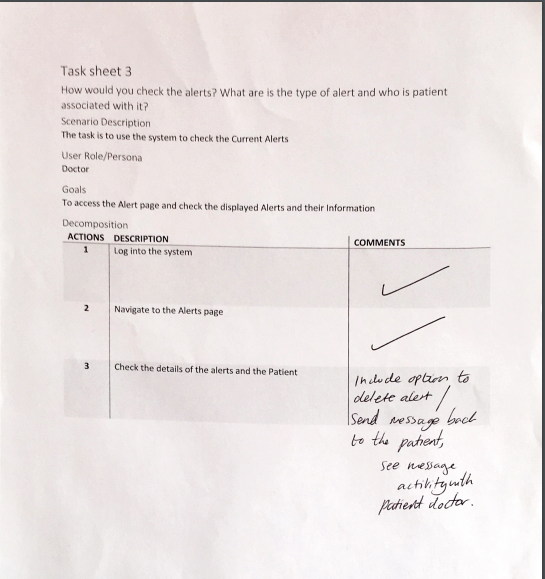 Task sheet 3
How would you check the alerts? What are is the type of alert and who is patient
associated with it?
Scenario Description
The task is to use the system to check the Current Alerts
User Role/Persona
Doctor
Goals
To access the Alert page and check the displayed Alerts and their Information
Decomposition
ACTIONS DESCRIPTION COMMENTS
1 Log into the system
2 Navigate to the Alerts page
3 Check the details of the alerts and the Patient
Include option to
delete alert /
Send message back
to the patient,
see message
activity with
patient doctor.